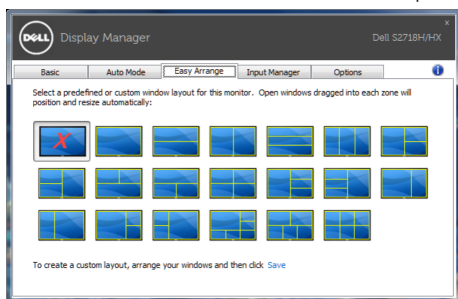 DELL Display Manager Dell S2718H/HX
x
Basic Auto Mode Easy Arrange Input Manager Options i
Select a predefined or custom window layout for this monitor. Open windows dragged into each zone will
position and resize automatically:
X
To create a custom layout, arrange your windows and then click Save